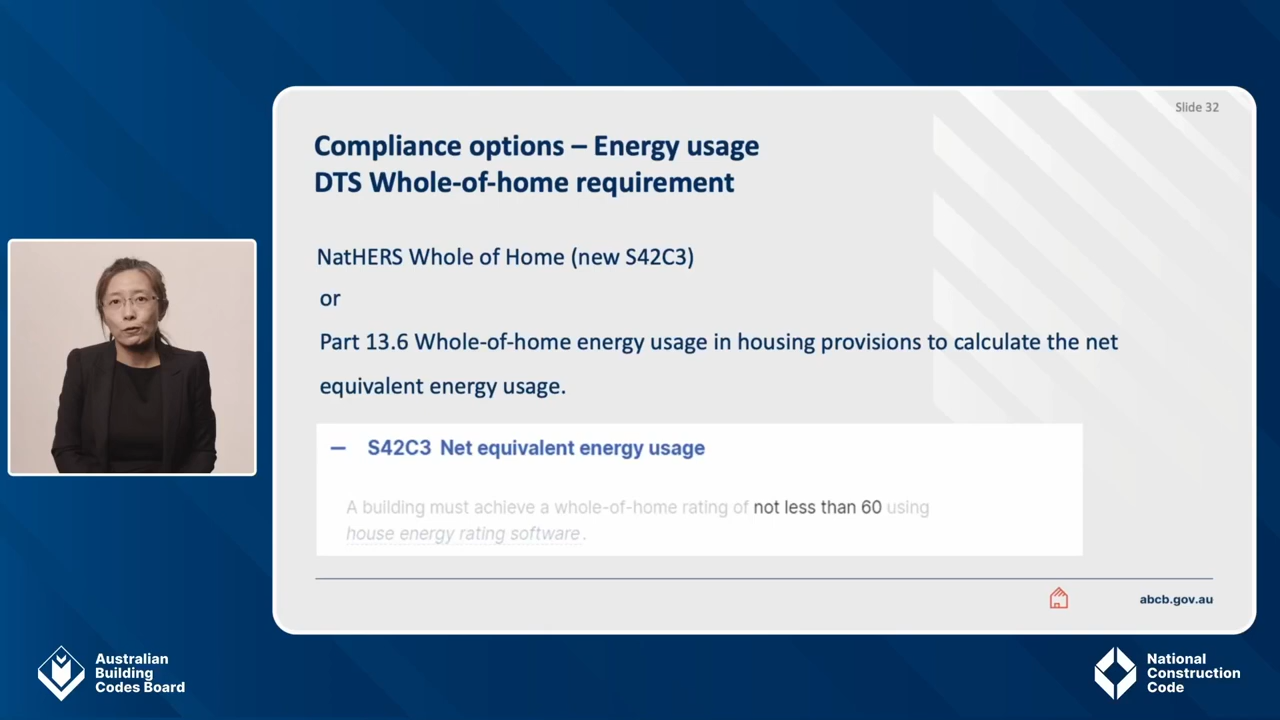 Slide 32
Compliance options – Energy usage
DTS Whole-of-home requirement
NatHERS Whole of Home (new S42C3)
or
Part 13.6 Whole-of-home energy usage in housing provisions to calculate the net
equivalent energy usage.
– S42C3 Net equivalent energy usage
A building must achieve a whole-of-home rating of not less than 60 using
house energy rating software.
abcb.gov.au
Australian
Building
Codes Board
National
Construction
Code